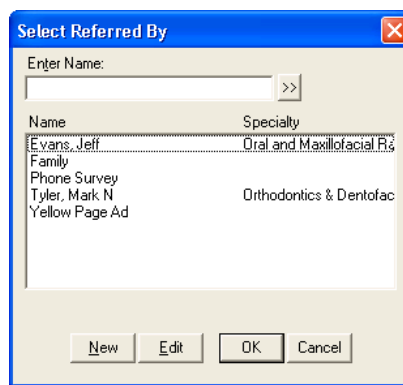 Select Referred By
Enter Name:
>>
Name Specialty
Evans, Jeff Oral and Maxillofacial
Family
Phone Survey
Tyler, Mark N Orthodontics & Dentofac
Yellow Page Ad
New Edit OK Cancel